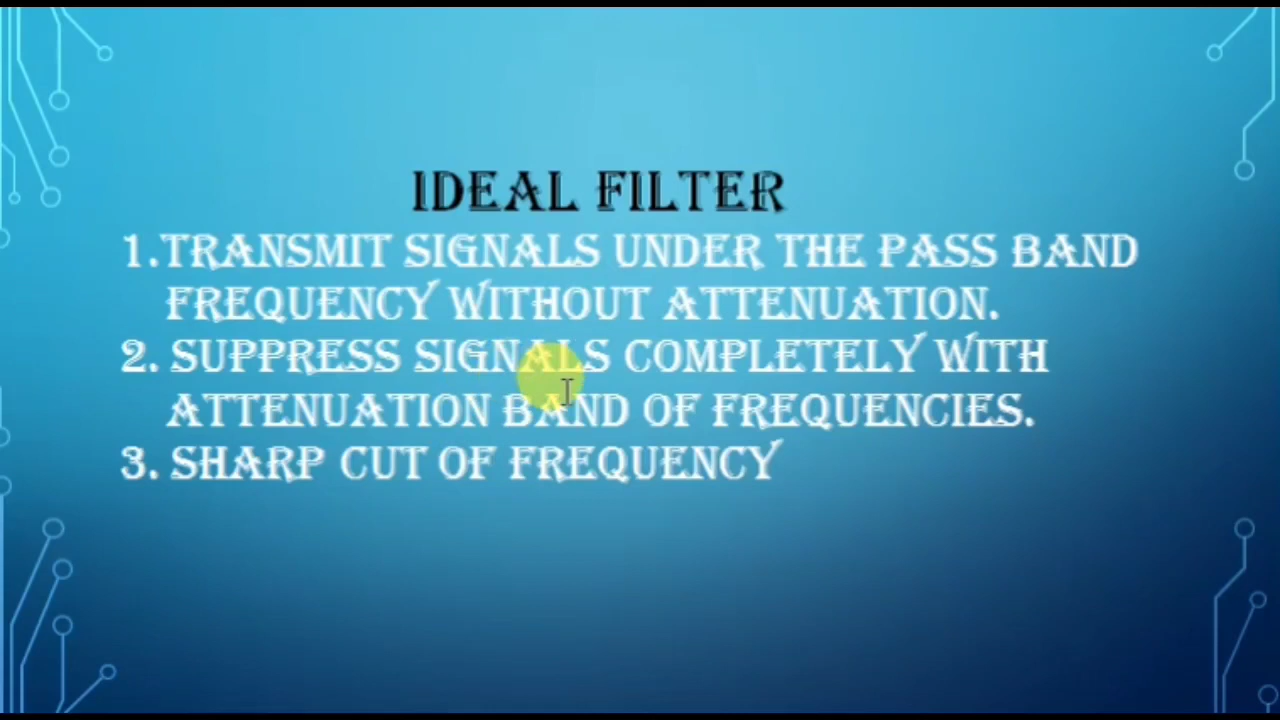 IDEAL FILTER
1.TRANSMIT SIGNALS UNDER THE PASS BAND
FREQUENCY WITHOUT ATTENUATION.
2. SUPPRESS SIGNALS COMPLETELY WITH
ATTENUATION BAND OF FREQUENCIES.
3. SHARP CUT OF FREQUENCY